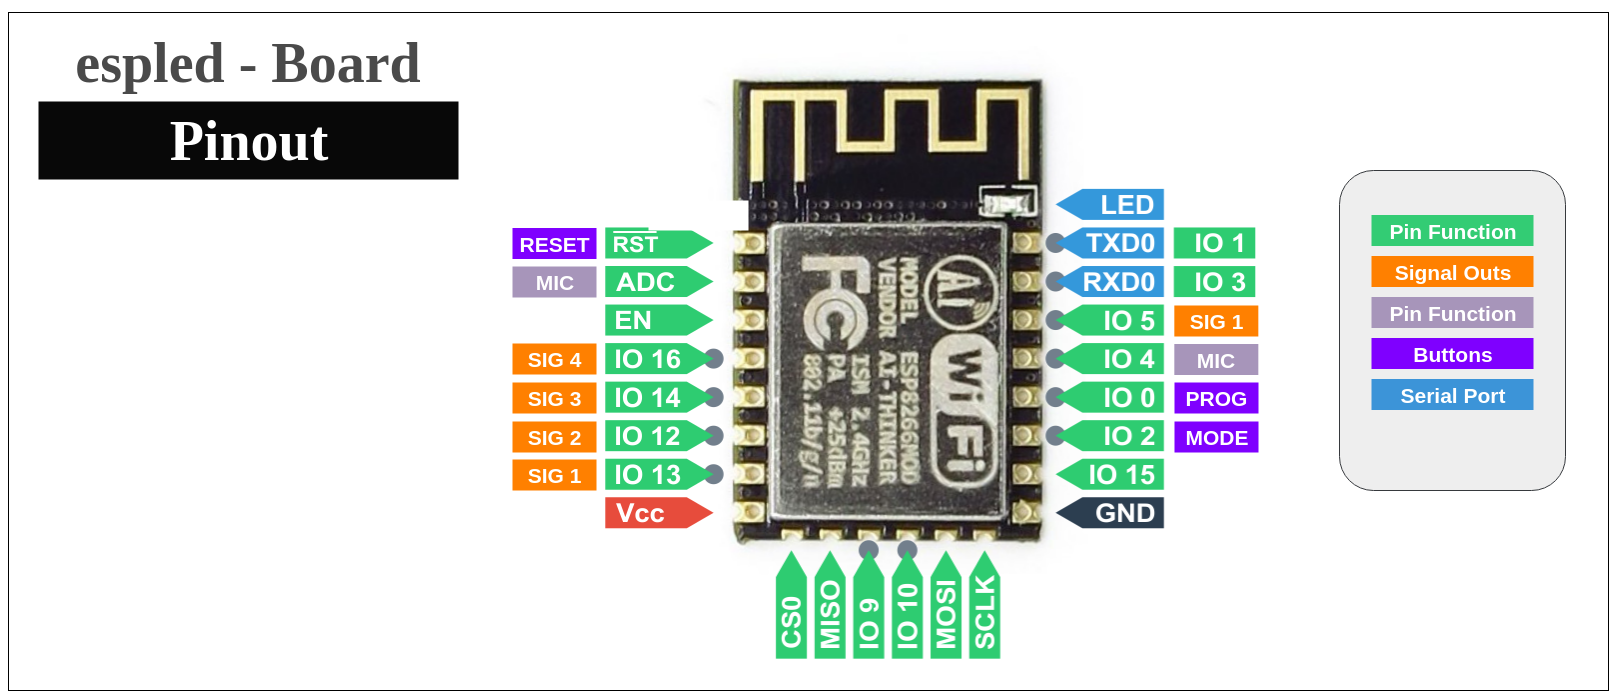 espled - Board
Pinout
LED
RESET RST
TXD0 IO 1
MIC ADC
RXD0 IO 3
EN
IO 5 SIG 1
SIG 4 IO 16
IO 4 MIC
SIG 3 IO 14
IO 0 PROG
SIG 2 IO 12
IO 2 MODE
SIG 1 IO 13
IO 15
Vcc
GND
CS0
MISO
IO 9
IO 10
MOSI
SCLK
MODEL ESP8266MOD
VENDOR AI-THINKER
ISM 2.4GHz
PA +25dBm
802.11b/g/n
FC
Ai
WiFi
Pin Function
Signal Outs
Pin Function
Buttons
Serial Port